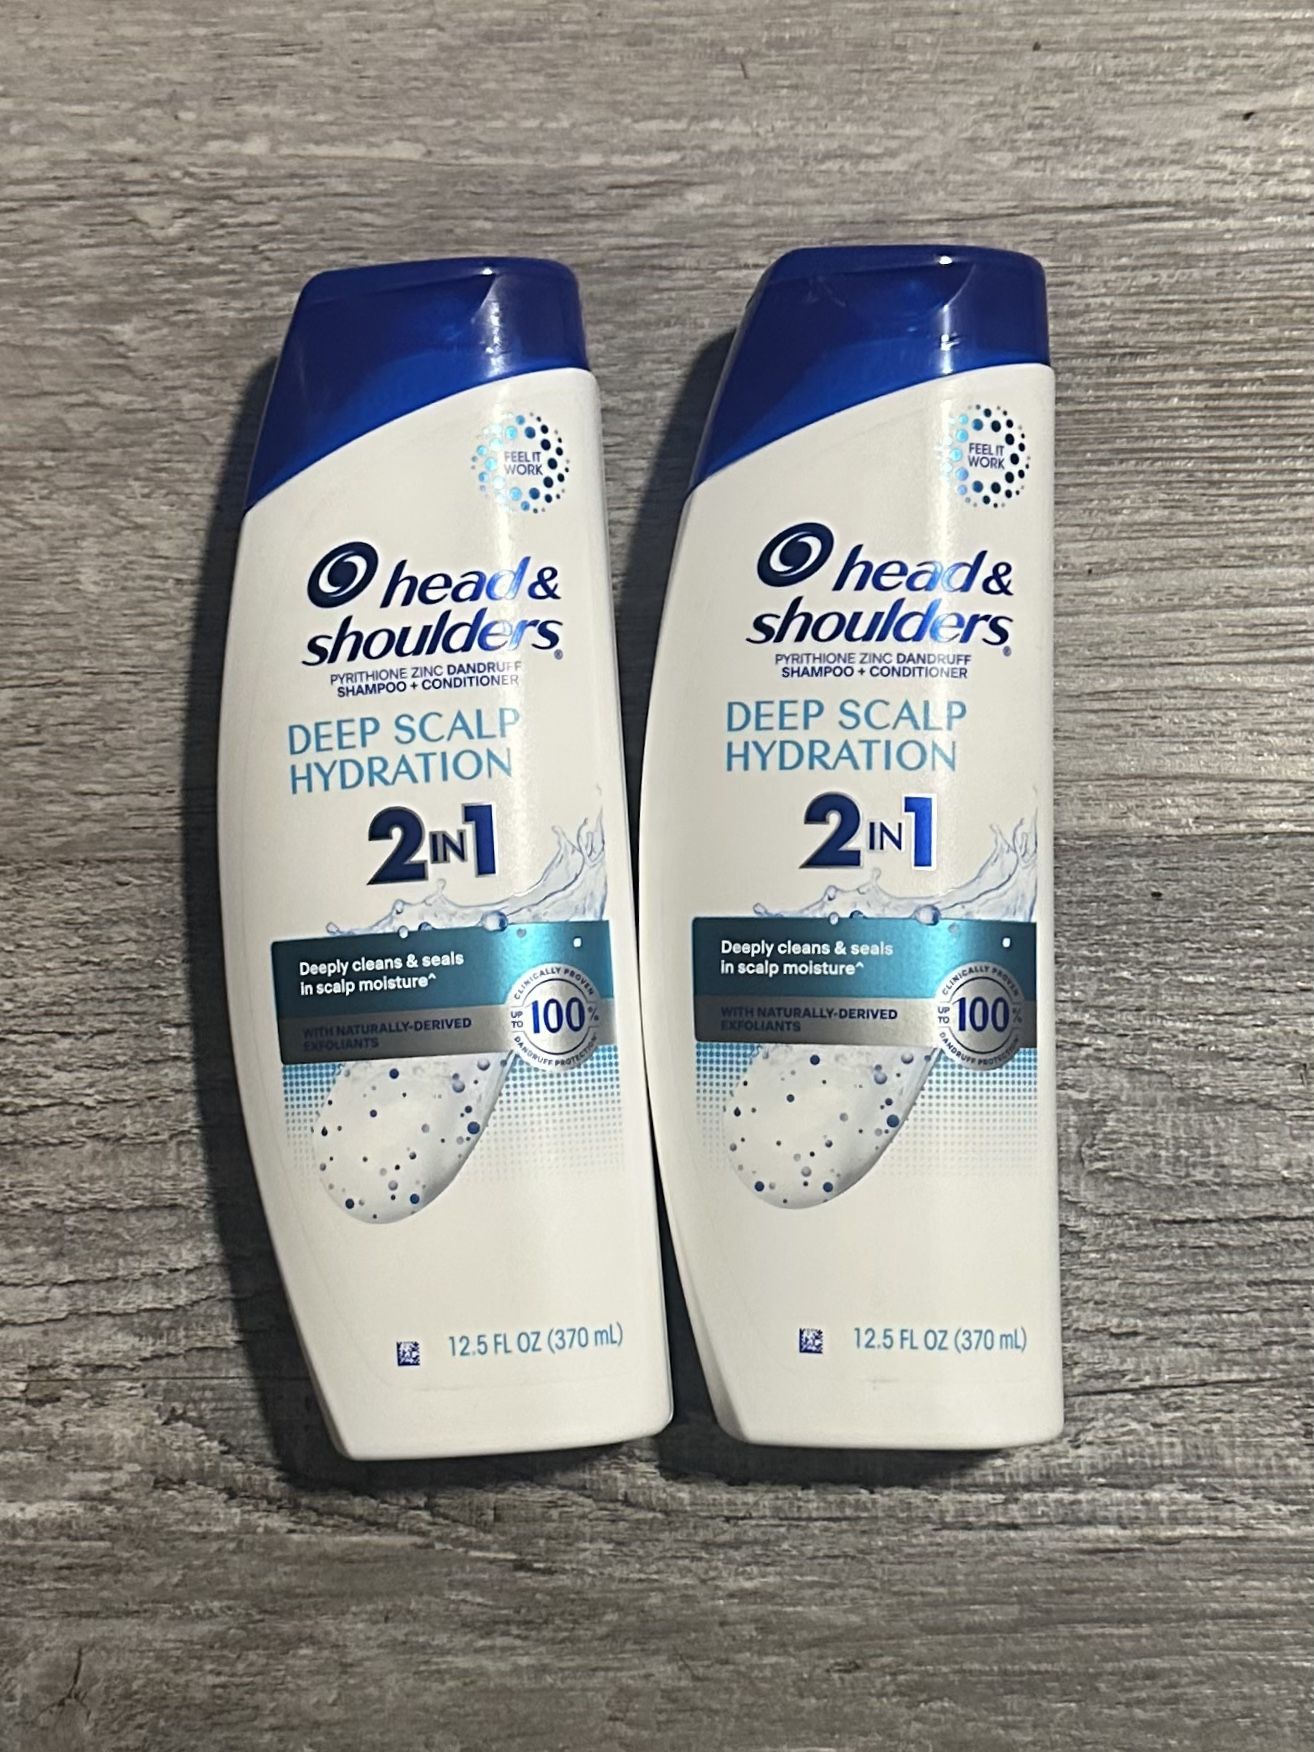 FEEL IT
WORK
head &
shoulders®
PYRITHIONE ZINC DANDRUFF
SHAMPOO + CONDITIONER
DEEP SCALP
HYDRATION
2IN1
Deeply cleans & seals
in scalp moisture^
WITH NATURALLY-DERIVED
EXFOLIANTS
CLINICALLY PROVEN
UP TO 100%
DANDRUFF PROTECTION
12.5 FL OZ (370 mL)
FEEL IT
WORK
head &
shoulders®
PYRITHIONE ZINC DANDRUFF
SHAMPOO + CONDITIONER
DEEP SCALP
HYDRATION
2IN1
Deeply cleans & seals
in scalp moisture^
WITH NATURALLY-DERIVED
EXFOLIANTS
CLINICALLY PROVEN
UP TO 100%
DANDRUFF PROTECTION
12.5 FL OZ (370 mL)